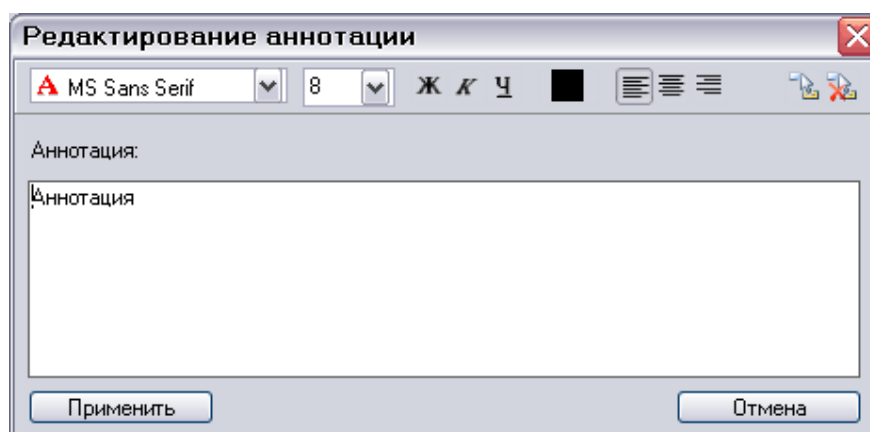 Редактирование аннотации
A MS Sans Serif 8 Ж К Ч
Аннотация:
Аннотация
Применить Отмена